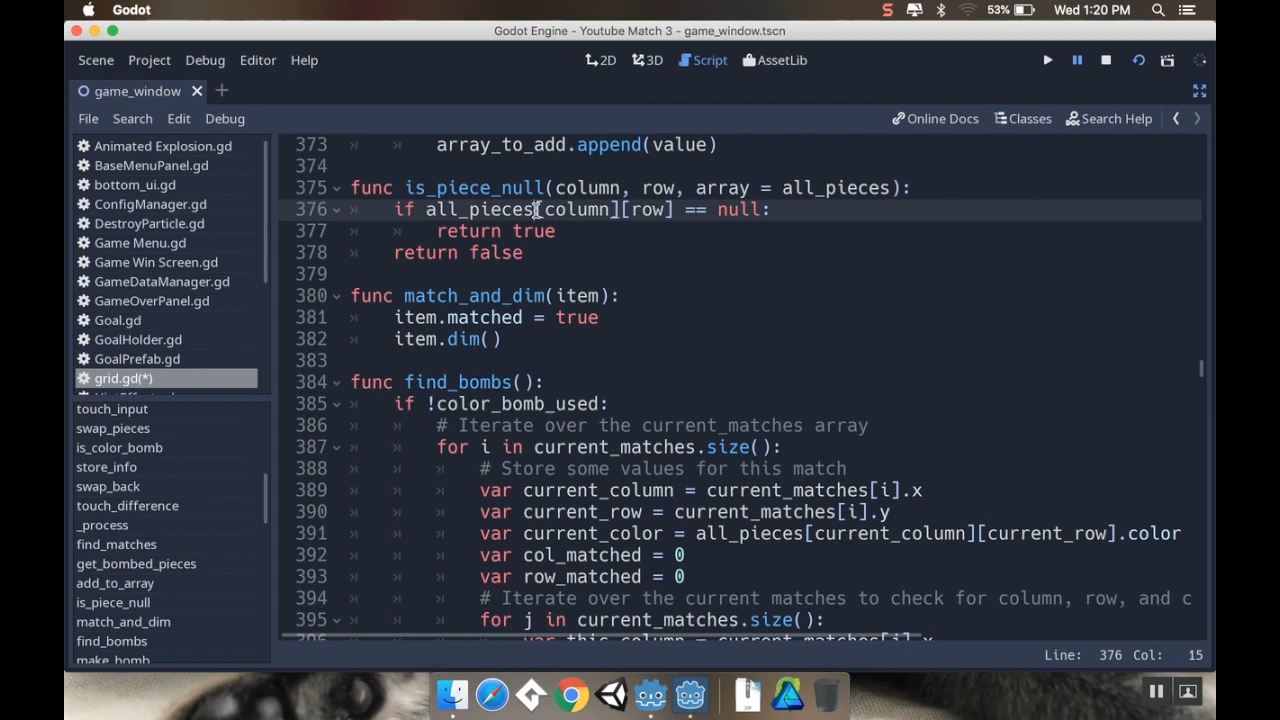 Godot
53%
Wed 1:20 PM
Godot Engine - Youtube Match 3 - game_window.tscn
Scene Project Debug Editor Help
2D 3D Script AssetLib
game_window
File Search Edit Debug
Online Docs Classes Search Help
Animated Explosion.gd
BaseMenuPanel.gd
bottom_ui.gd
ConfigManager.gd
DestroyParticle.gd
Game Menu.gd
Game Win Screen.gd
GameDataManager.gd
GameOverPanel.gd
Goal.gd
GoalHolder.gd
GoalPrefab.gd
grid.gd(*)
touch_input
swap_pieces
is_color_bomb
store_info
swap_back
touch_difference
_process
find_matches
get_bombed_pieces
add_to_array
is_piece_null
match_and_dim
find_bombs
make_bomb
373 array_to_add.append(value)
374
375 func is_piece_null(column, row, array = all_pieces):
376 if all_pieces[column][row] == null:
377 return true
378 return false
379
380 func match_and_dim(item):
381 item.matched = true
382 item.dim()
383
384 func find_bombs():
385 if !color_bomb_used:
386 # Iterate over the current_matches array
387 for i in current_matches.size():
388 # Store some values for this match
389 var current_column = current_matches[i].x
390 var current_row = current_matches[i].y
391 var current_color = all_pieces[current_column][current_row].color
392 var col_matched = 0
393 var row_matched = 0
394 # Iterate over the current matches to check for column, row, and c
395 for j in current_matches.size():
Line: 376 Col: 15